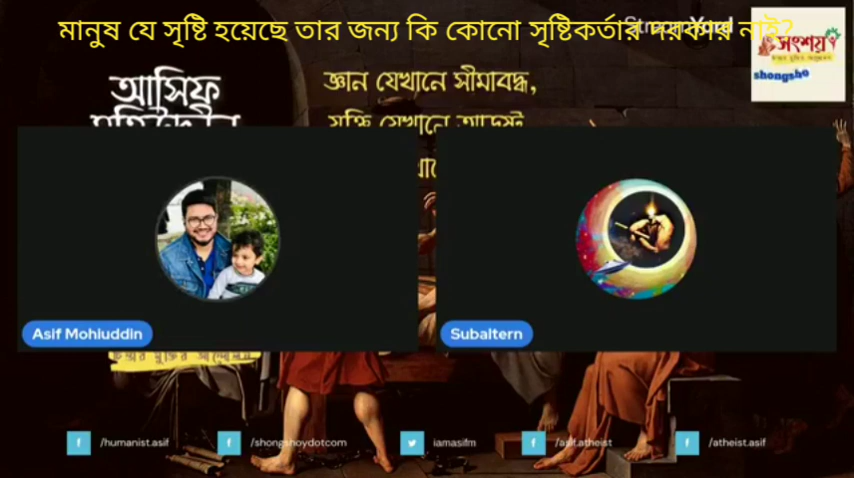 মানুষ যে সৃষ্টি হয়েছে তার জন্য কি কোনো সৃষ্টিকর্তার দরকার নাই?
সংশয়
shongsho
আসিফ
জ্ঞান যেখানে সীমাবদ্ধ,
যুক্তি যেখানে আড়ষ্ট
Asif Mohiuddin
Subaltern
/humanist.asif
/shongshoydotcom
iamasifm
/asif.atheist
/atheist.asif